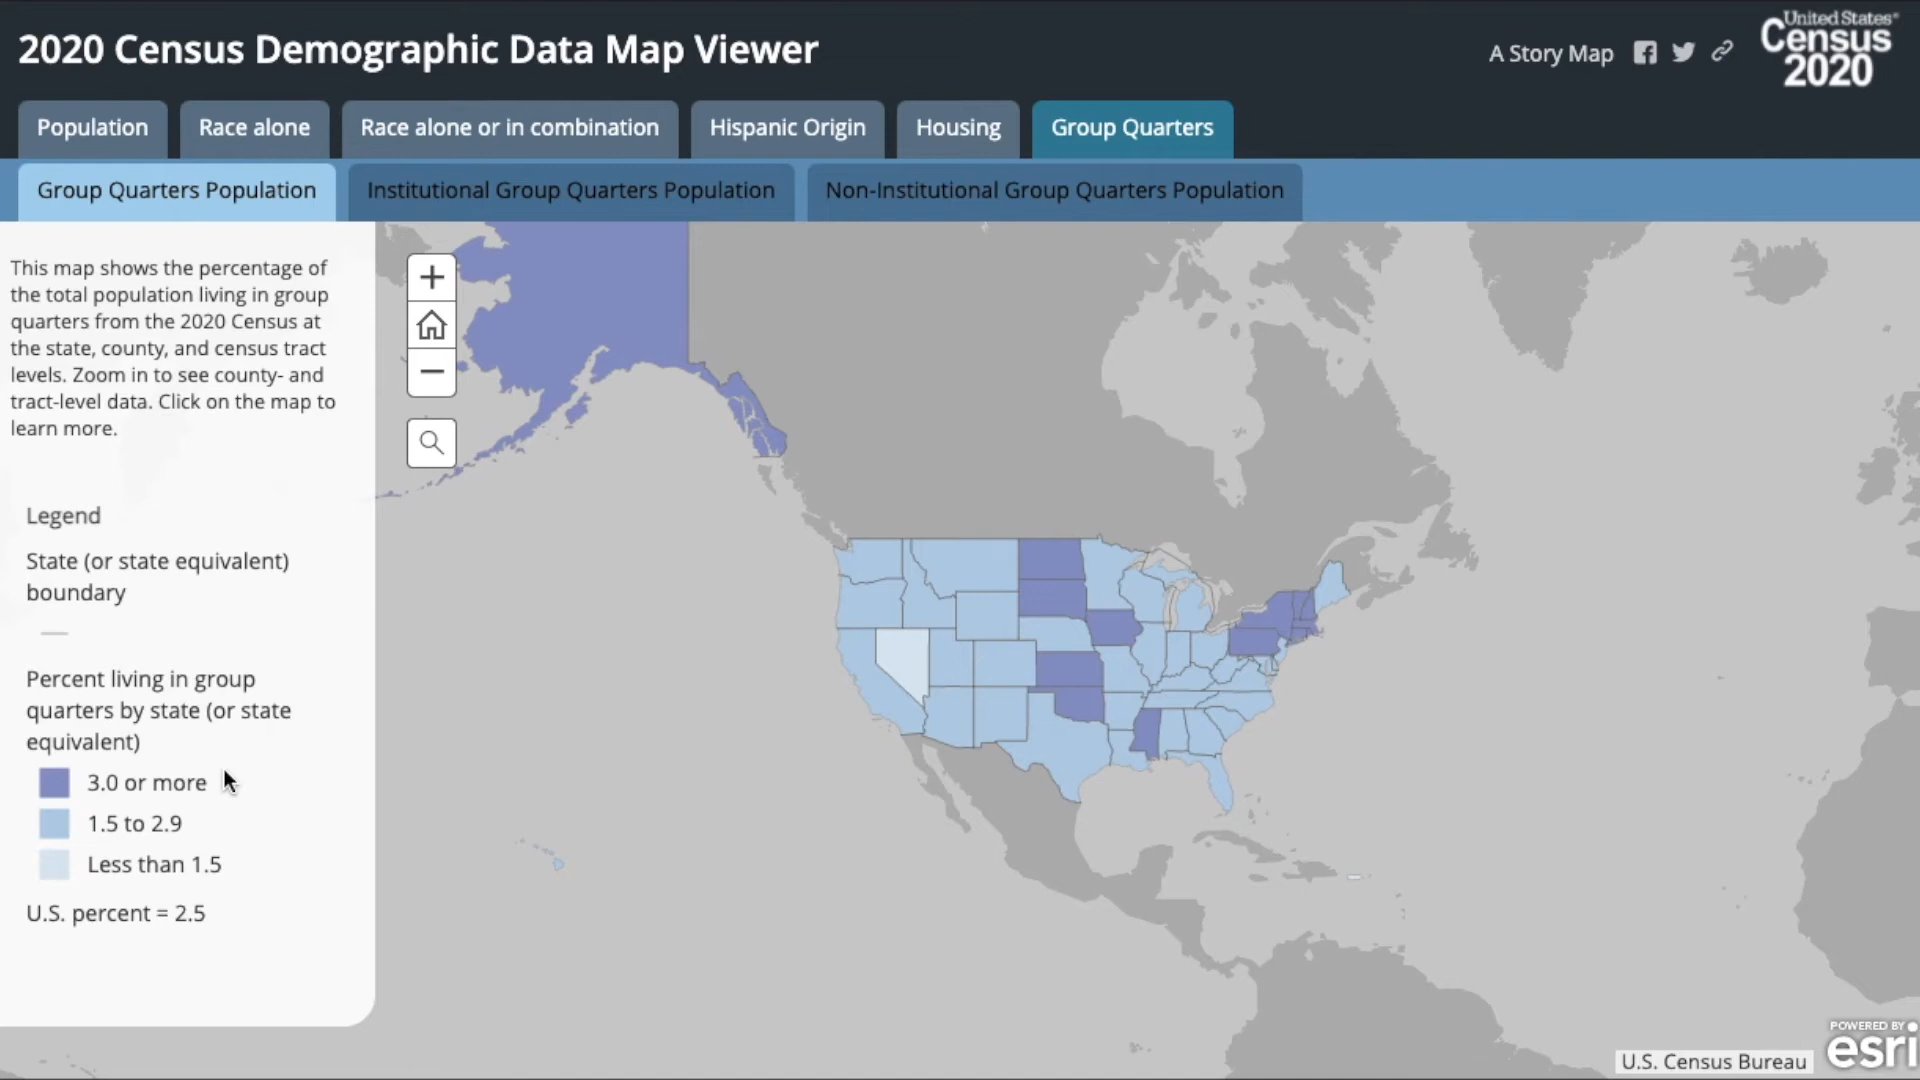 2020 Census Demographic Data Map Viewer
A Story Map
United States®
Census
2020
Population
Race alone
Race alone or in combination
Hispanic Origin
Housing
Group Quarters
Group Quarters Population
Institutional Group Quarters Population
Non-Institutional Group Quarters Population
This map shows the percentage of
the total population living in group
quarters from the 2020 Census at
the state, county, and census tract
levels. Zoom in to see county- and
tract-level data. Click on the map to
learn more.
Legend
State (or state equivalent)
boundary
Percent living in group
quarters by state (or state
equivalent)
3.0 or more
1.5 to 2.9
Less than 1.5
U.S. percent = 2.5
U.S. Census Bureau
POWERED BY
esri